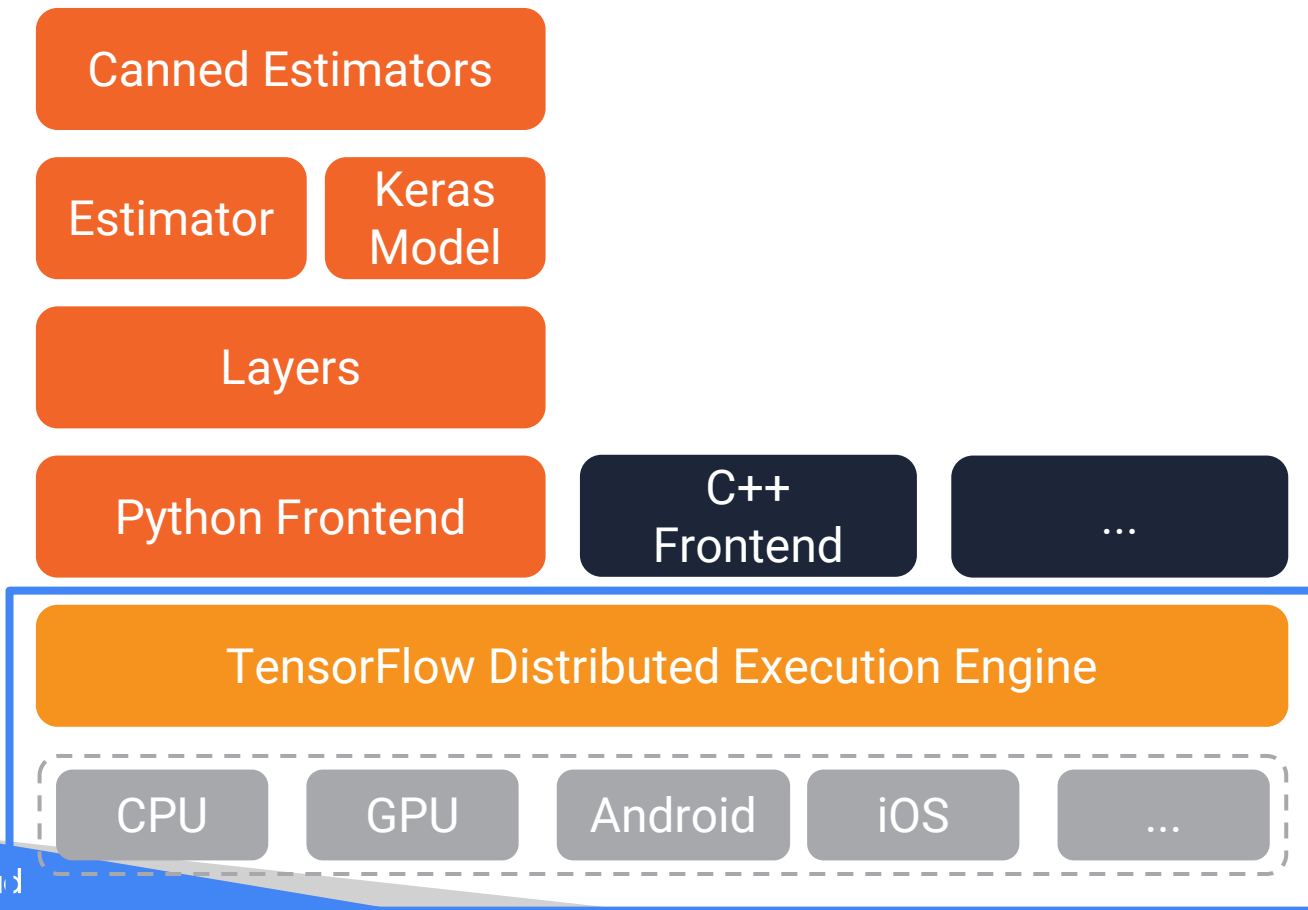 Canned Estimators
Estimator
Keras
Model
Layers
Python Frontend
C++
Frontend
...
TensorFlow Distributed Execution Engine
CPU
GPU
Android
iOS
...